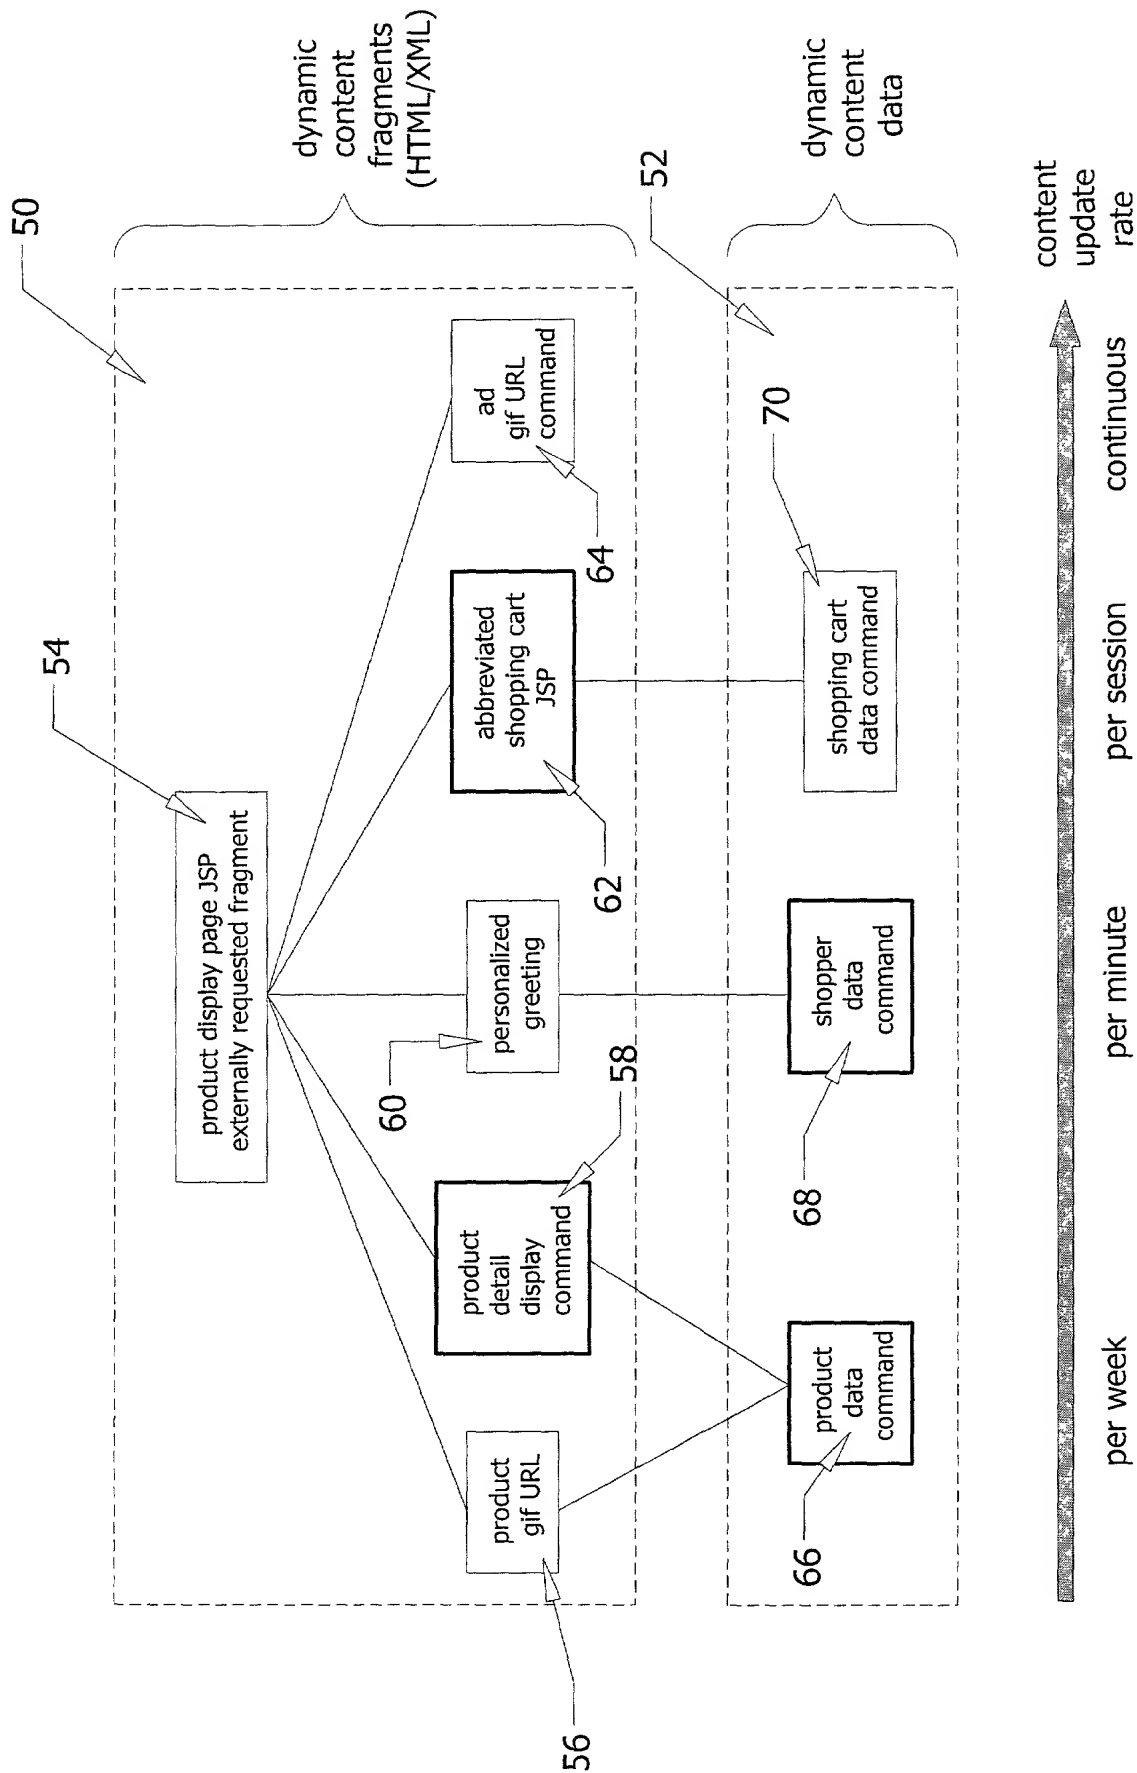 50
54
product display page JSP
externally requested fragment
dynamic
content
fragments
(HTML/XML)
56
product
gif URL
product
detail
display
command
58
60
personalized
greeting
62
abbreviated
shopping cart
JSP
64
ad
gif URL
command
52
dynamic
content
data
66
product
data
command
68
shopper
data
command
70
shopping cart
data command
per week
per minute
per session
continuous
content
update
rate